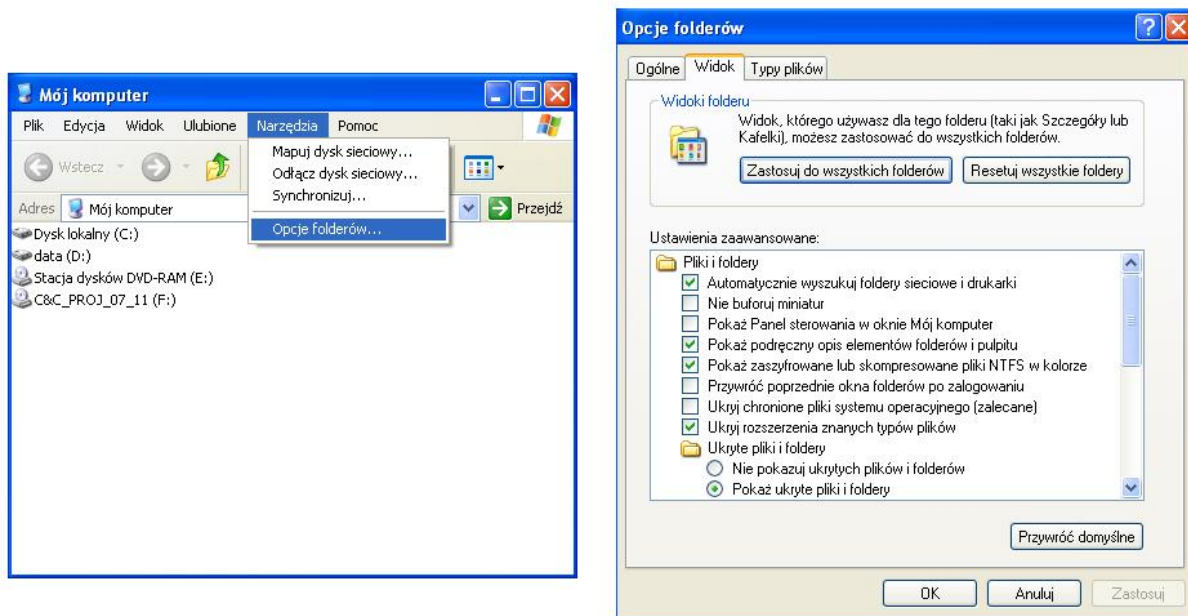 Mój komputer
Plik Edycja Widok Ulubione Narzędzia Pomoc
Wstecz
Mapuj dysk sieciowy...
Odłącz dysk sieciowy...
Synchronizuj...
Opcje folderów...
Adres Mój komputer Przejdź
Dysk lokalny (C:)
data (D:)
Stacja dysków DVD-RAM (E:)
C&C_PROJ_07_11 (F:)
Opcje folderów
Ogólne Widok Typy plików
Widoki folderu
Widok, którego używasz dla tego folderu (taki jak Szczegóły lub
Kafelki), możesz zastosować do wszystkich folderów.
Zastosuj do wszystkich folderów Resetuj wszystkie foldery
Ustawienia zaawansowane:
Pliki i foldery
Automatycznie wyszukuj foldery sieciowe i drukarki
Nie buforuj miniatur
Pokaż Panel sterowania w oknie Mój komputer
Pokaż podręczny opis elementów folderów i pulpitu
Pokaż zaszyfrowane lub skompresowane pliki NTFS w kolorze
Przywróć poprzednie okna folderów po zalogowaniu
Ukryj chronione pliki systemu operacyjnego (zalecane)
Ukryj rozszerzenia znanych typów plików
Ukryte pliki i foldery
Nie pokazuj ukrytych plików i folderów
Pokaż ukryte pliki i foldery
Przywróć domyślne
OK Anuluj Zastosuj